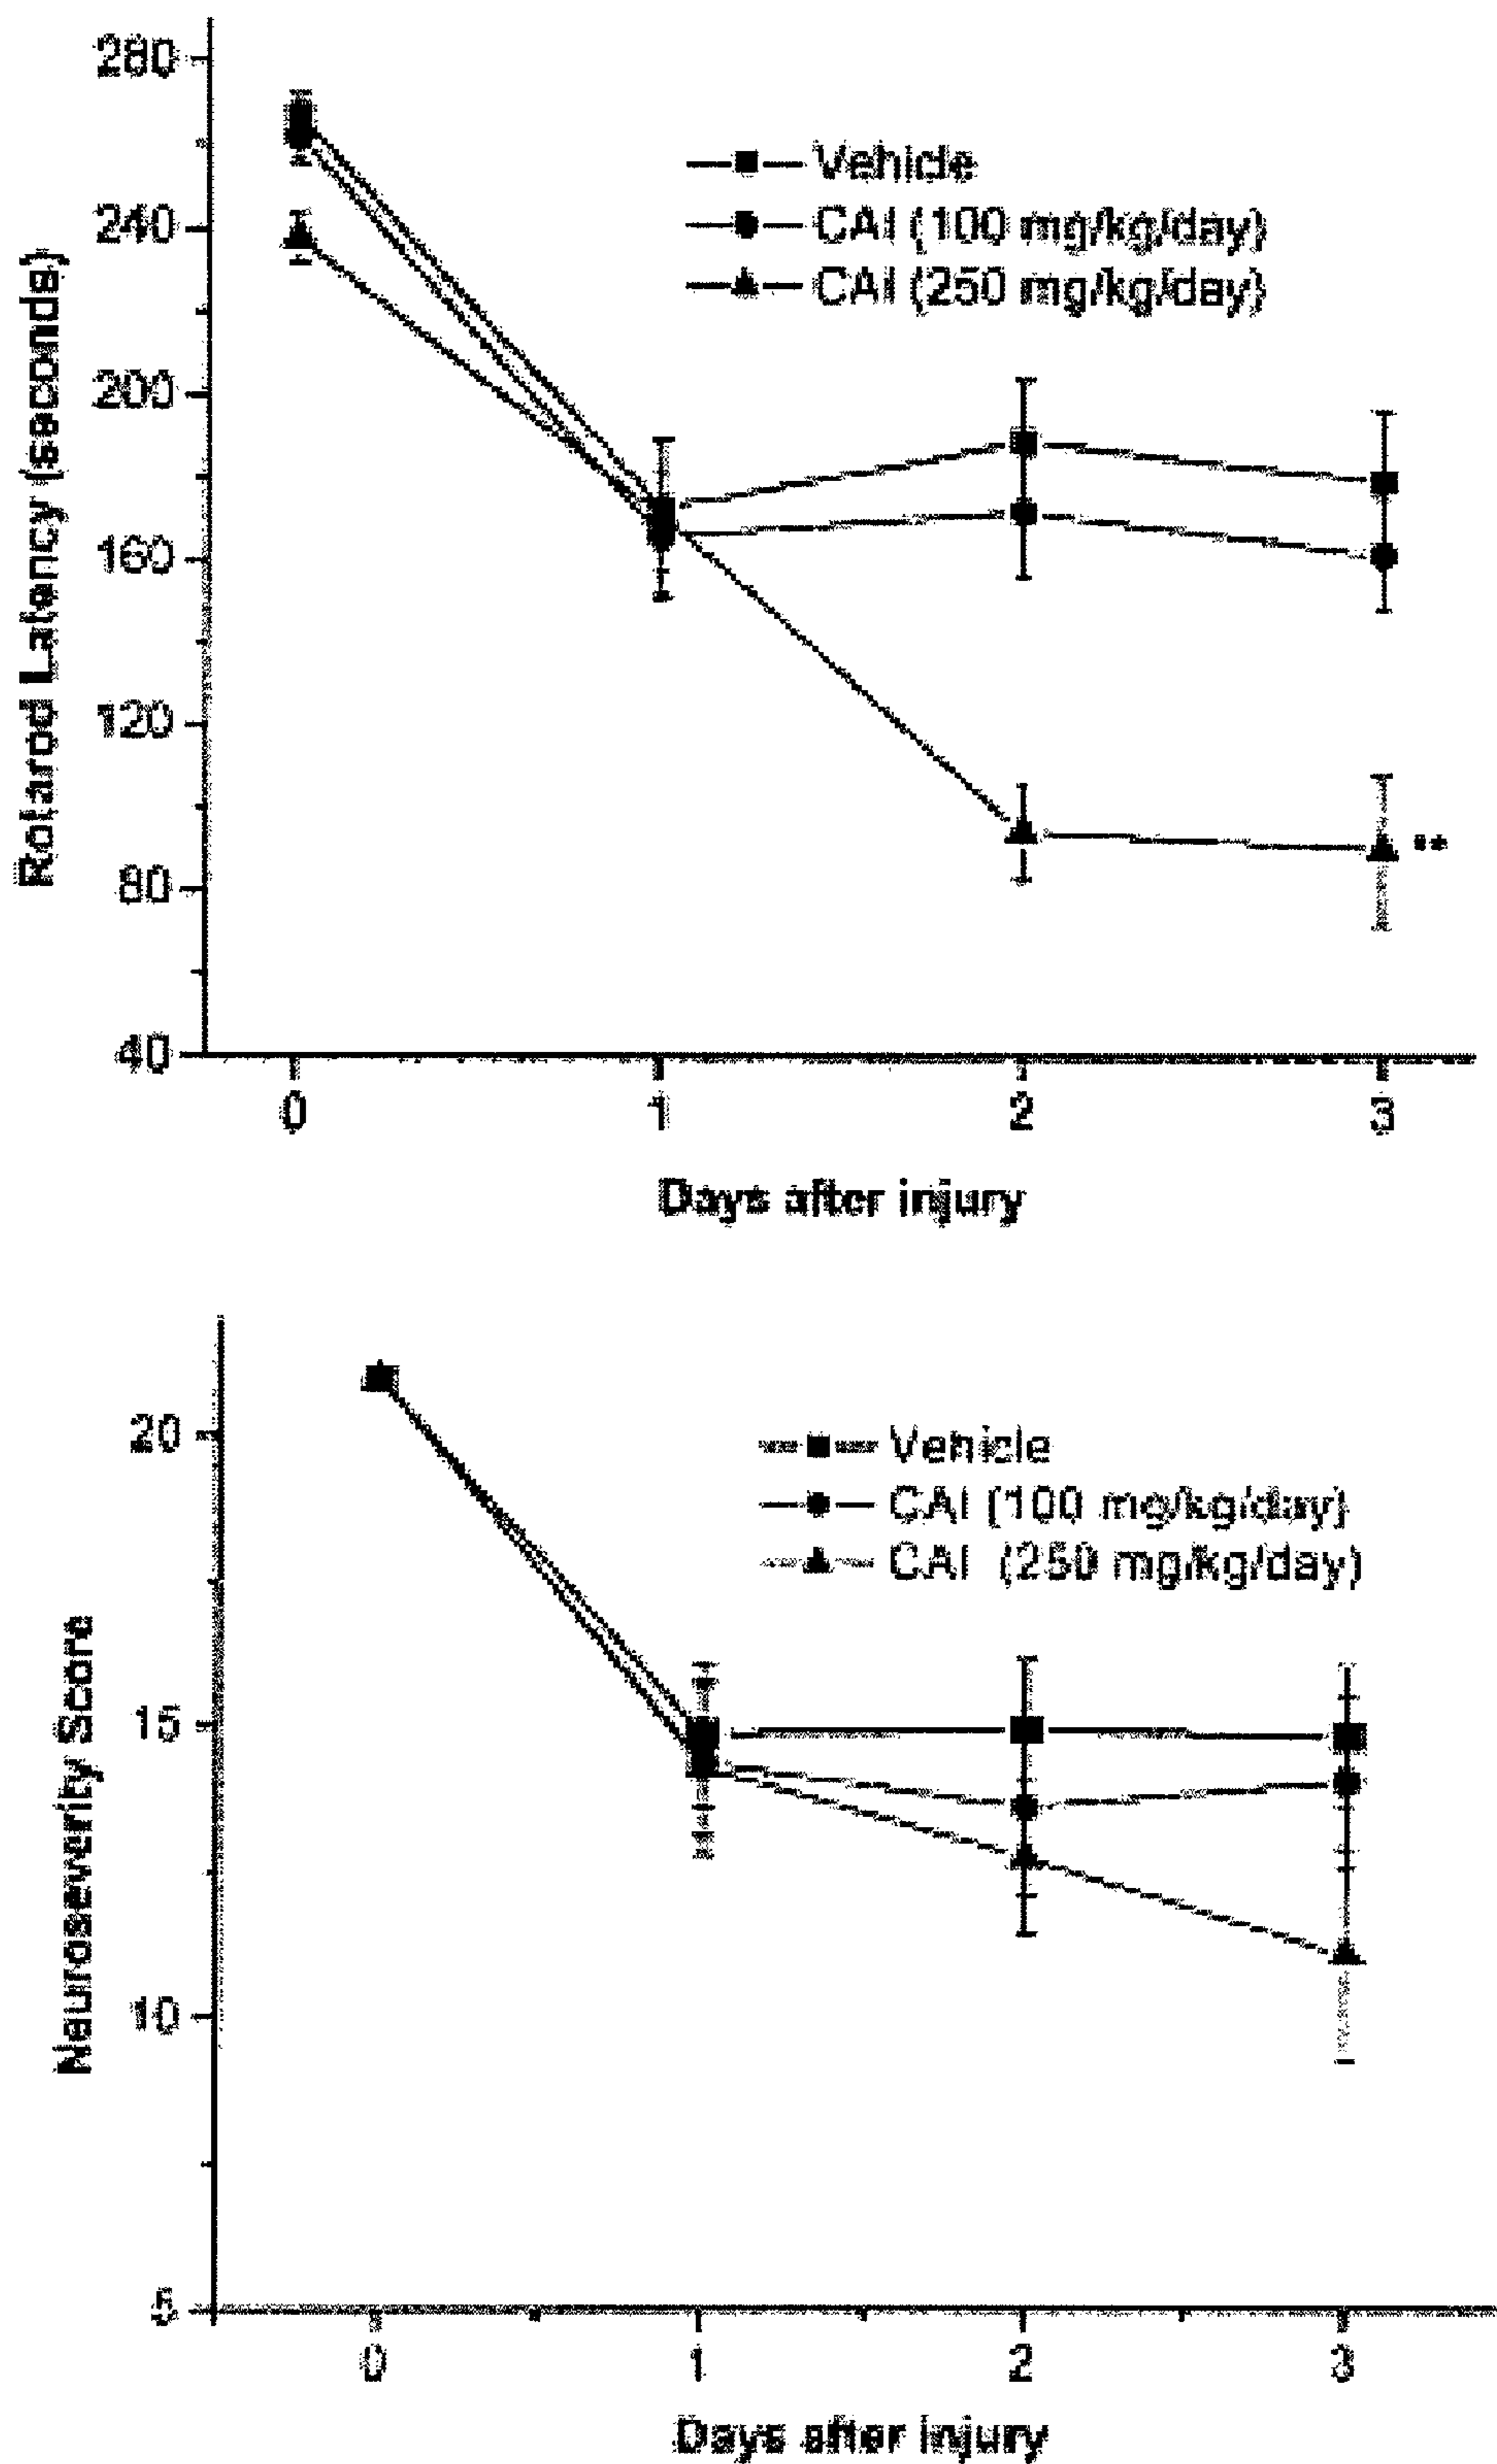 280
240
200
160
120
80
40
Rotarod Latency (seconds)
Vehicle
CAI (100 mg/kg/day)
CAI (250 mg/kg/day)
**
0 1 2 3
Days after injury
20
15
10
5
Neuroseverity Score
Vehicle
CAI (100 mg/kg/day)
CAI (250 mg/kg/day)
0 1 2 3
Days after injury